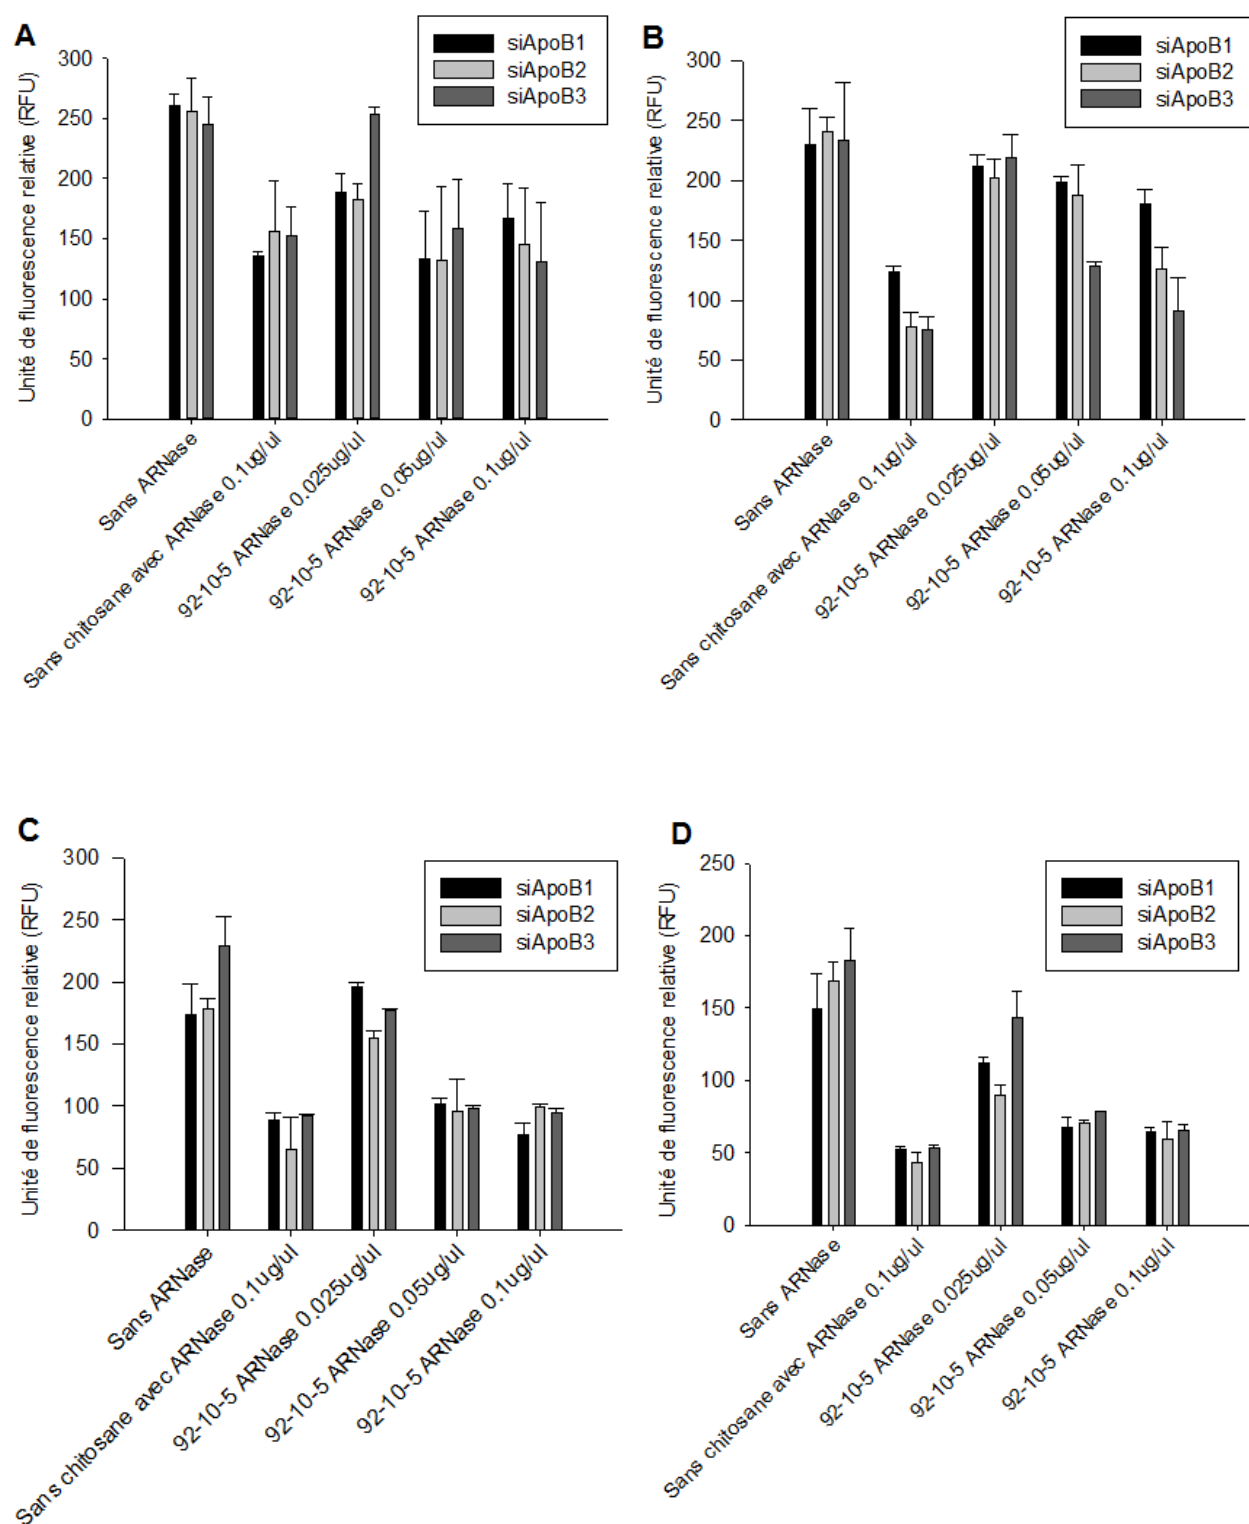 A
siApoB1
siApoB2
siApoB3
Unité de fluorescence relative (RFU)
300
250
200
150
100
50
0
Sans ARNase
Sans chitosane avec ARNase 0.1ug/ul
92-10-5 ARNase 0.025ug/ul
92-10-5 ARNase 0.05ug/ul
92-10-5 ARNase 0.1ug/ul
B
siApoB1
siApoB2
siApoB3
Unité de fluorescence relative (RFU)
300
250
200
150
100
50
0
Sans ARNase
Sans chitosane avec ARNase 0.1ug/ul
92-10-5 ARNase 0.025ug/ul
92-10-5 ARNase 0.05ug/ul
92-10-5 ARNase 0.1ug/ul
C
siApoB1
siApoB2
siApoB3
Unité de fluorescence relative (RFU)
300
250
200
150
100
50
0
Sans ARNase
Sans chitosane avec ARNase 0.1ug/ul
92-10-5 ARNase 0.025ug/ul
92-10-5 ARNase 0.05ug/ul
92-10-5 ARNase 0.1ug/ul
D
siApoB1
siApoB2
siApoB3
Unité de fluorescence relative (RFU)
250
200
150
100
50
0
Sans ARNase
Sans chitosane avec ARNase 0.1ug/ul
92-10-5 ARNase 0.025ug/ul
92-10-5 ARNase 0.05ug/ul
92-10-5 ARNase 0.1ug/ul